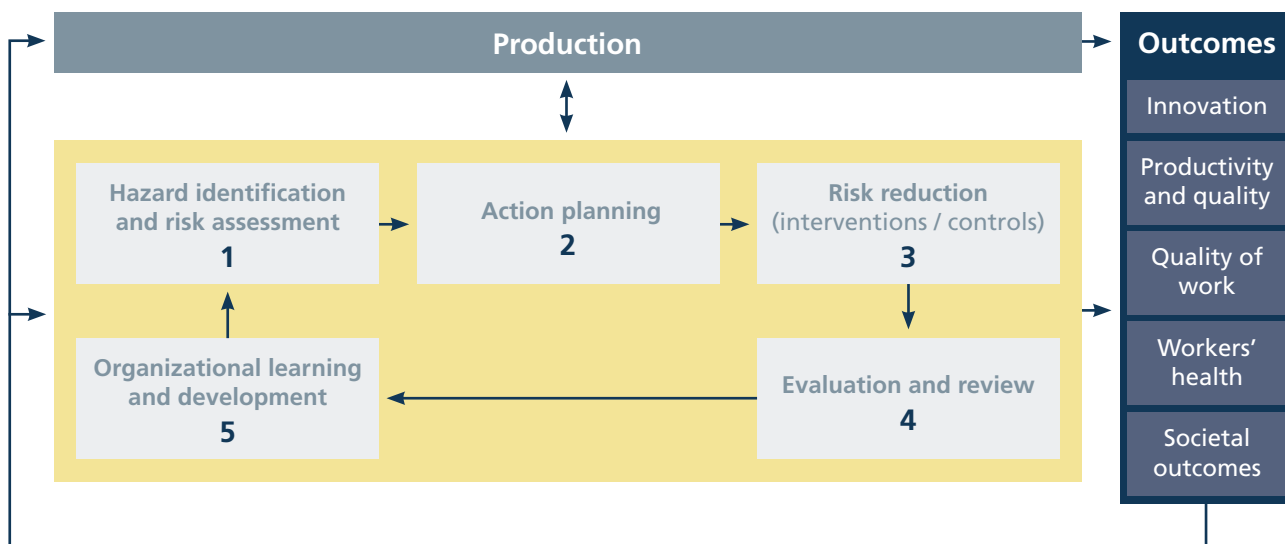 Production
Outcomes
Innovation
Productivity
and quality
Quality of
work
Workers‘
health
Societal
outcomes
Hazard identification
and risk assessment
1
Action planning
2
Risk reduction
(interventions / controls)
3
Evaluation and review
4
Organizational learning
and development
5